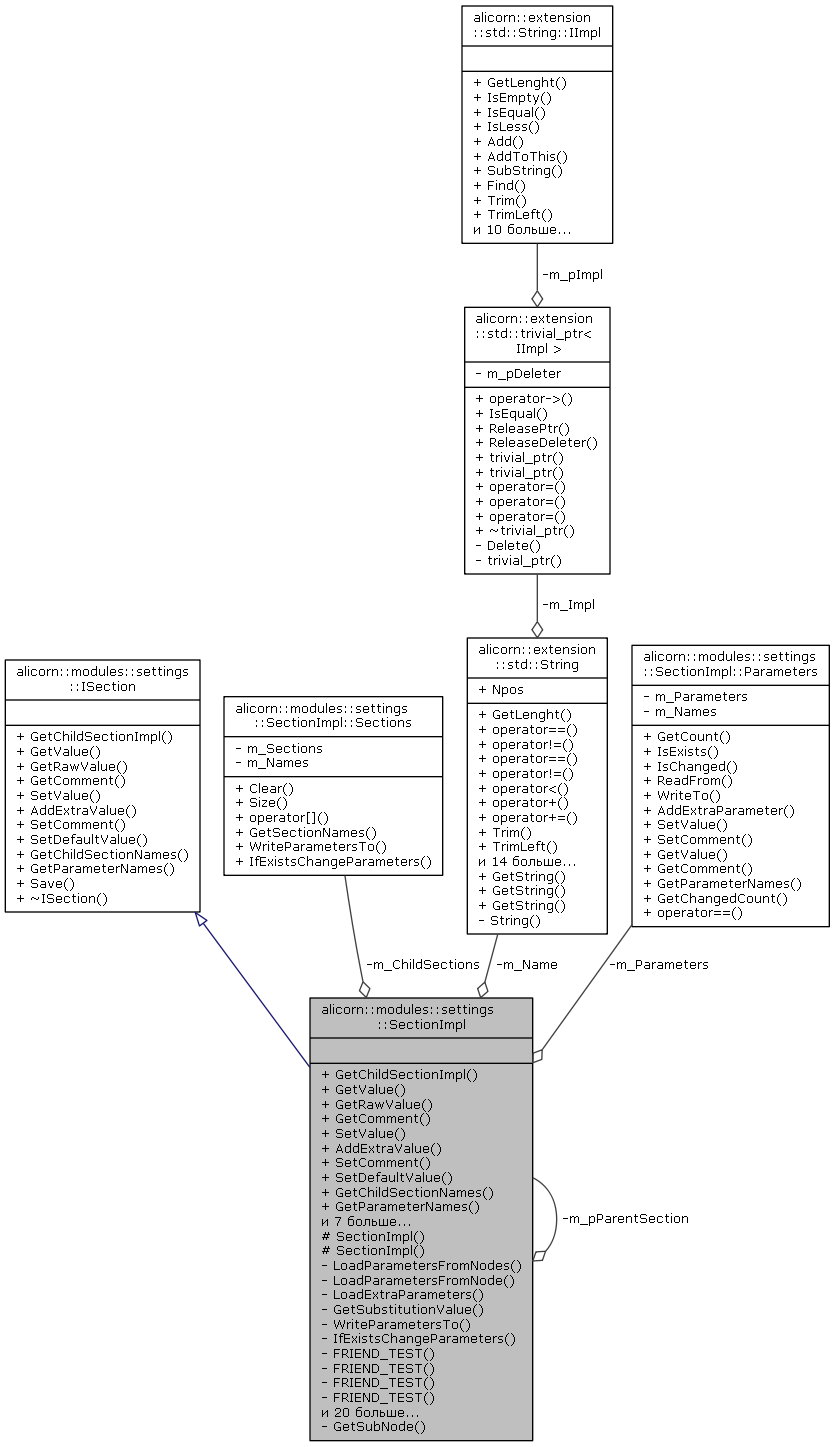 alicorn::extension
::std::String::IImpl
+ GetLenght()
+ IsEmpty()
+ IsEqual()
+ IsLess()
+ Add()
+ AddToThis()
+ SubString()
+ Find()
+ Trim()
+ TrimLeft()
и 10 больше...
-m_pImpl
alicorn::extension
::std::trivial_ptr<
IImpl >
- m_pDeleter
+ operator->()
+ IsEqual()
+ ReleasePtr()
+ ReleaseDeleter()
+ trivial_ptr()
+ trivial_ptr()
+ operator=()
+ operator=()
+ operator=()
+ ~trivial_ptr()
- Delete()
- trivial_ptr()
-m_Impl
alicorn::modules::settings
::ISection
+ GetChildSectionImpl()
+ GetValue()
+ GetRawValue()
+ GetComment()
+ SetValue()
+ AddExtraValue()
+ SetComment()
+ SetDefaultValue()
+ GetChildSectionNames()
+ GetParameterNames()
+ Save()
+ ~ISection()
alicorn::modules::settings
::SectionImpl::Sections
- m_Sections
- m_Names
+ Clear()
+ Size()
+ operator[]()
+ GetSectionNames()
+ WriteParametersTo()
+ IfExistsChangeParameters()
alicorn::extension
::std::String
+ Npos
+ GetLenght()
+ operator==()
+ operator!=()
+ operator==()
+ operator!=()
+ operator<()
+ operator+()
+ operator+=()
+ Trim()
+ TrimLeft()
и 14 больше...
+ GetString()
+ GetString()
+ GetString()
- String()
alicorn::modules::settings
::SectionImpl::Parameters
- m_Parameters
- m_Names
+ GetCount()
+ IsExists()
+ IsChanged()
+ ReadFrom()
+ WriteTo()
+ AddExtraParameter()
+ SetValue()
+ SetComment()
+ GetValue()
+ GetComment()
+ GetParameterNames()
+ GetChangedCount()
+ operator==()
-m_ChildSections
-m_Name
-m_Parameters
alicorn::modules::settings
::SectionImpl
+ GetChildSectionImpl()
+ GetValue()
+ GetRawValue()
+ GetComment()
+ SetValue()
+ AddExtraValue()
+ SetComment()
+ SetDefaultValue()
+ GetChildSectionNames()
+ GetParameterNames()
и 7 больше...
# SectionImpl()
# SectionImpl()
- LoadParametersFromNodes()
- LoadParametersFromNode()
- LoadExtraParameters()
- GetSubstitutionValue()
- WriteParametersTo()
- IfExistsChangeParameters()
- FRIEND_TEST()
- FRIEND_TEST()
- FRIEND_TEST()
- FRIEND_TEST()
и 20 больше...
- GetSubNode()
-m_pParentSection